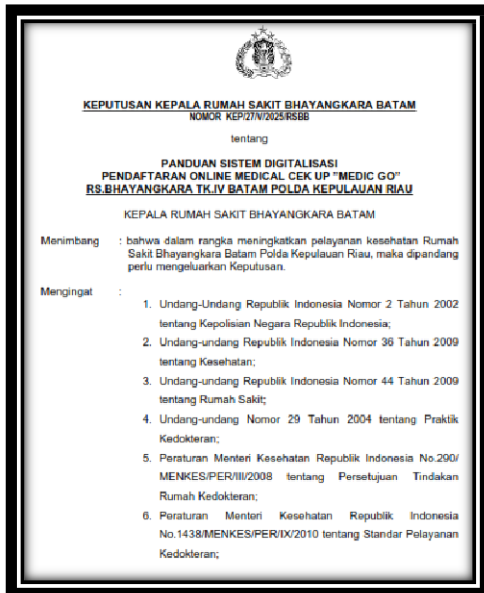 KEPUTUSAN KEPALA RUMAH SAKIT BHAYANGKARA BATAM
NOMOR KEP/27/V/2025/RSBB
tentang
PANDUAN SISTEM DIGITALISASI
PENDAFTARAN ONLINE MEDICAL CEK UP "MEDIC GO"
RS.BHAYANGKARA TK.IV BATAM POLDA KEPULAUAN RIAU
KEPALA RUMAH SAKIT BHAYANGKARA BATAM
Menimbang : bahwa dalam rangka meningkatkan pelayanan kesehatan Rumah
Sakit Bhayangkara Batam Polda Kepulauan Riau, maka dipandang
perlu mengeluarkan Keputusan.
Mengingat :
1. Undang-Undang Republik Indonesia Nomor 2 Tahun 2002
tentang Kepolisian Negara Republik Indonesia;
2. Undang-undang Republik Indonesia Nomor 36 Tahun 2009
tentang Kesehatan;
3. Undang-undang Republik Indonesia Nomor 44 Tahun 2009
tentang Rumah Sakit;
4. Undang-undang Nomor 29 Tahun 2004 tentang Praktik
Kedokteran;
5. Peraturan Menteri Kesehatan Republik Indonesia No.290/
MENKES/PER/III/2008 tentang Persetujuan Tindakan
Rumah Kedokteran;
6. Peraturan Menteri Kesehatan Republik Indonesia
No.1438/MENKES/PER/IX/2010 tentang Standar Pelayanan
Kedokteran;